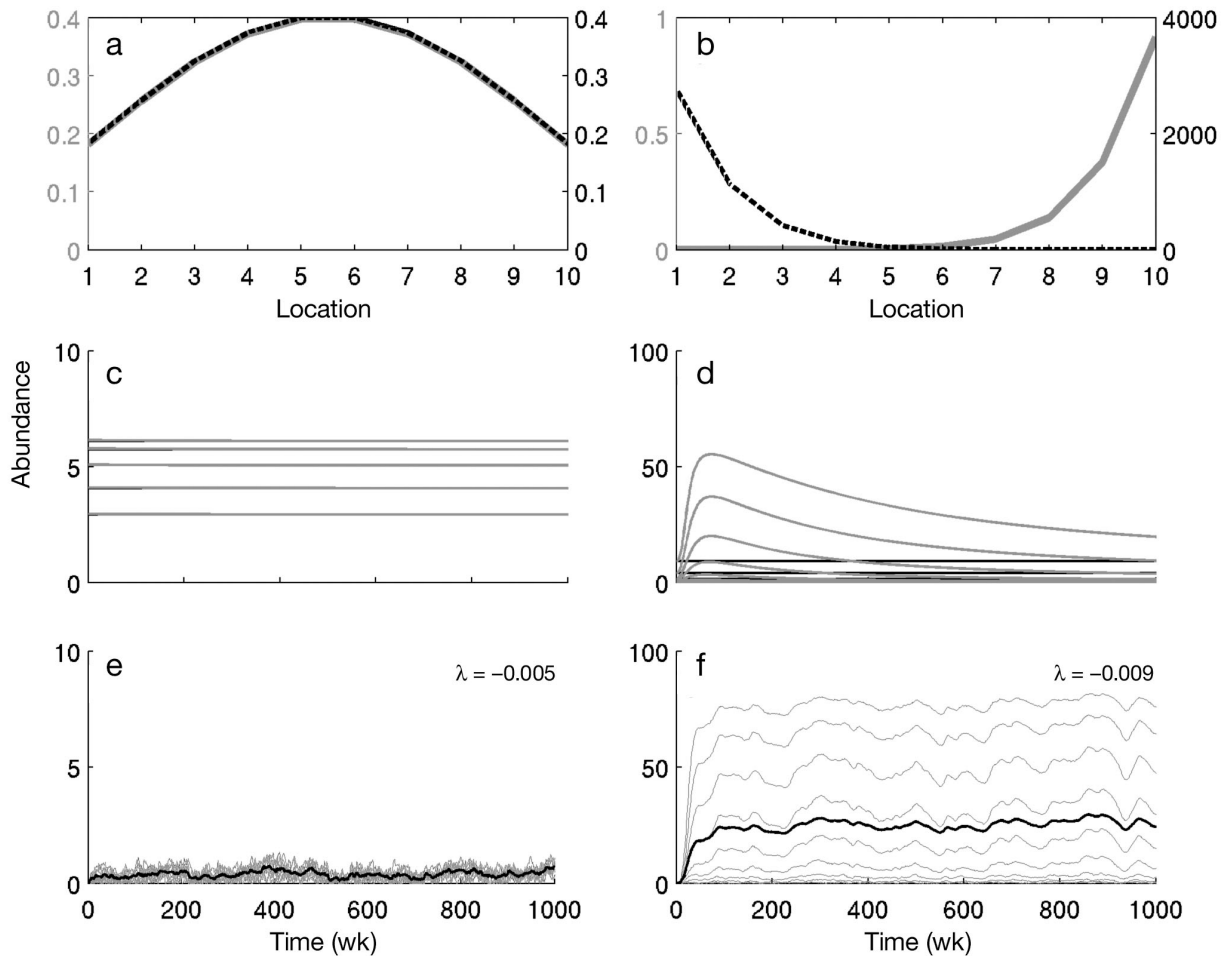 0.4
0.3
0.2
0.1
0
a
0.4
0.3
0.2
0.1
0
1 2 3 4 5 6 7 8 9 10
Location
1
0.5
0
b
4000
2000
0
1 2 3 4 5 6 7 8 9 10
Location
Abundance
10
5
0
c
100
50
0
d
10
5
0
e
λ = −0.005
0 200 400 600 800 1000
Time (wk)
100
50
0
f
λ = −0.009
0 200 400 600 800 1000
Time (wk)